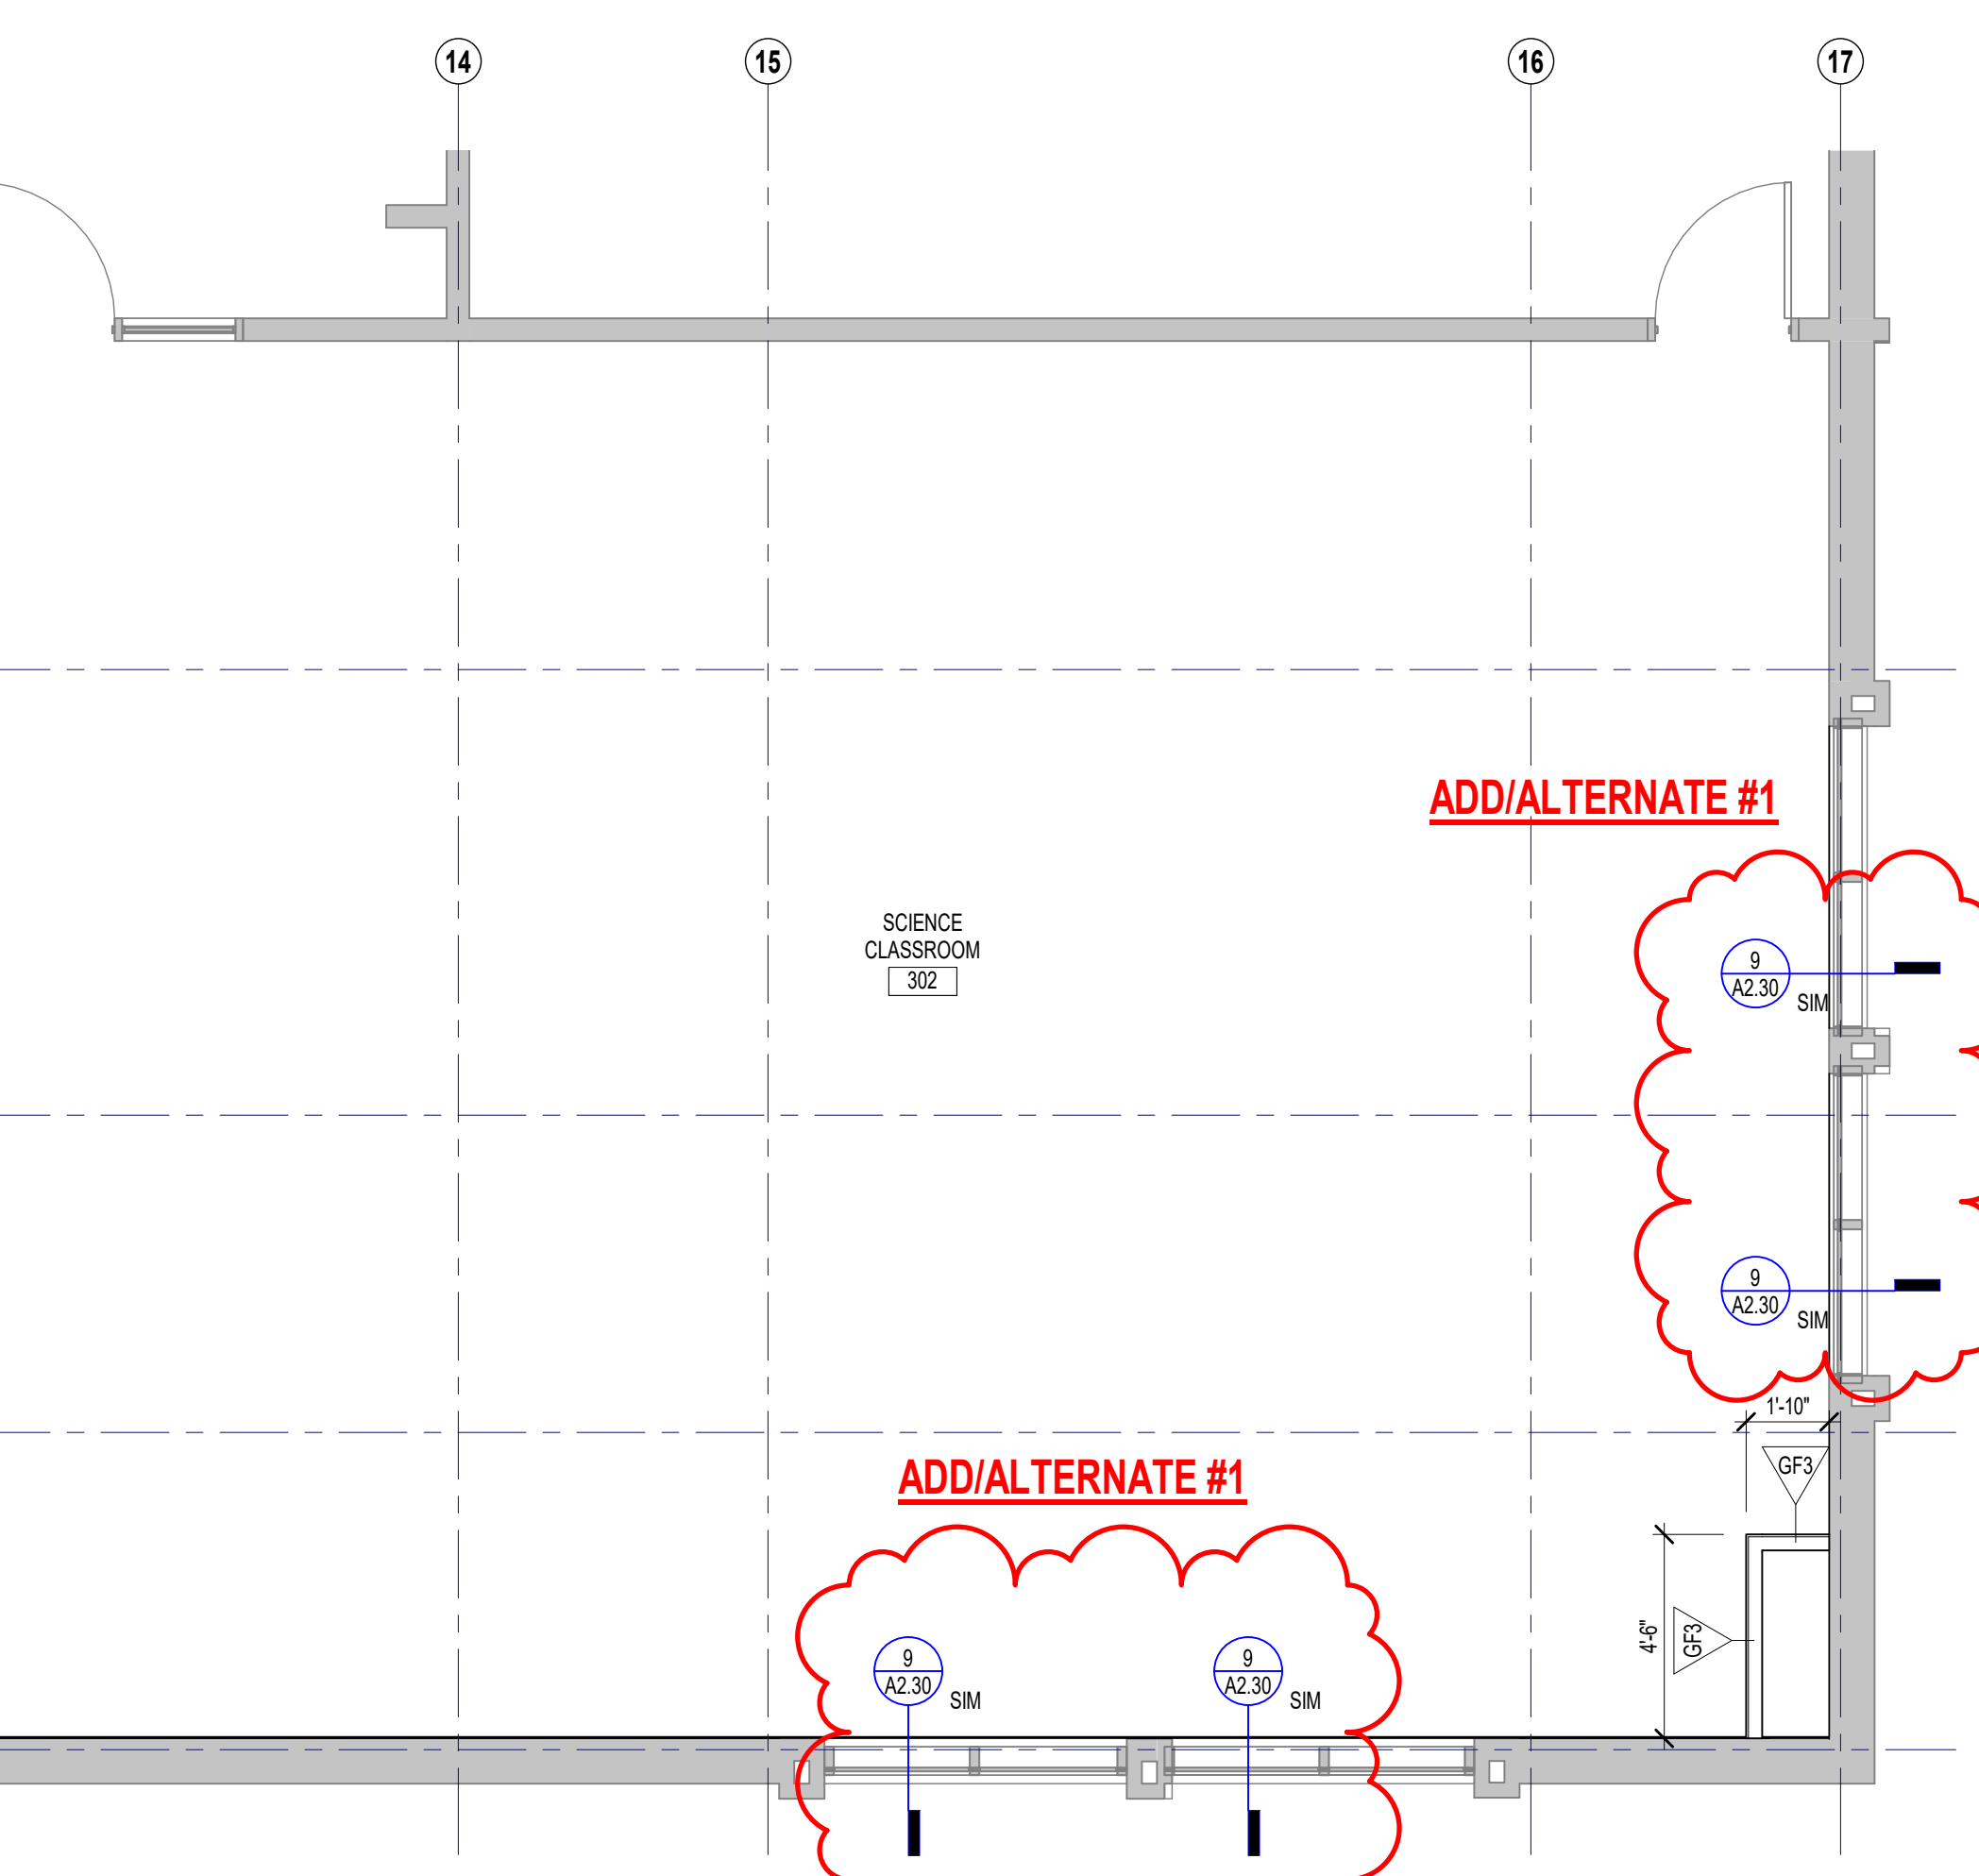 14
15
16
17
ADD/ALTERNATE #1
SCIENCE
CLASSROOM
302
9
A2.30
SIM
9
A2.30
SIM
1'-10"
GF3
ADD/ALTERNATE #1
4'-6"
GF3
9
A2.30
SIM
9
A2.30
SIM